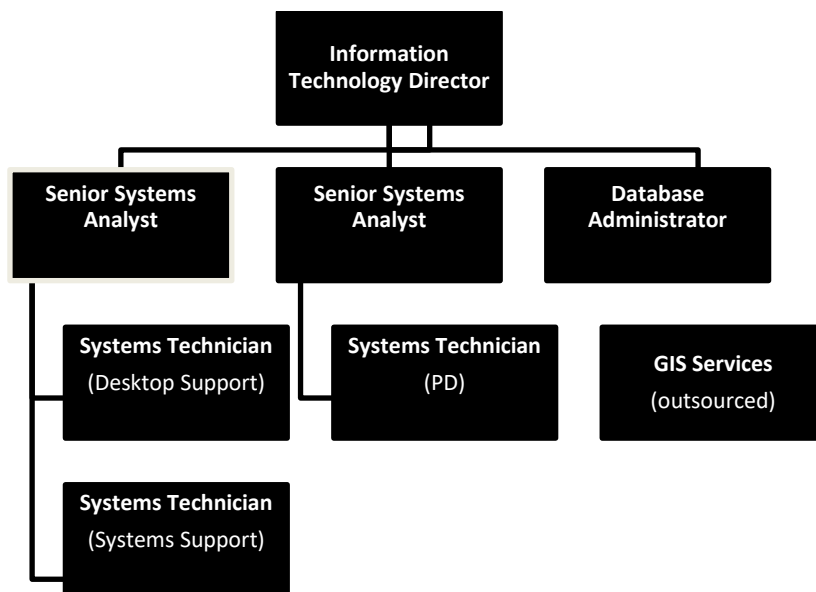 Information
Technology Director
Senior Systems
Analyst
Senior Systems
Analyst
Database
Administrator
Systems Technician
(Desktop Support)
Systems Technician
(PD)
GIS Services
(outsourced)
Systems Technician
(Systems Support)